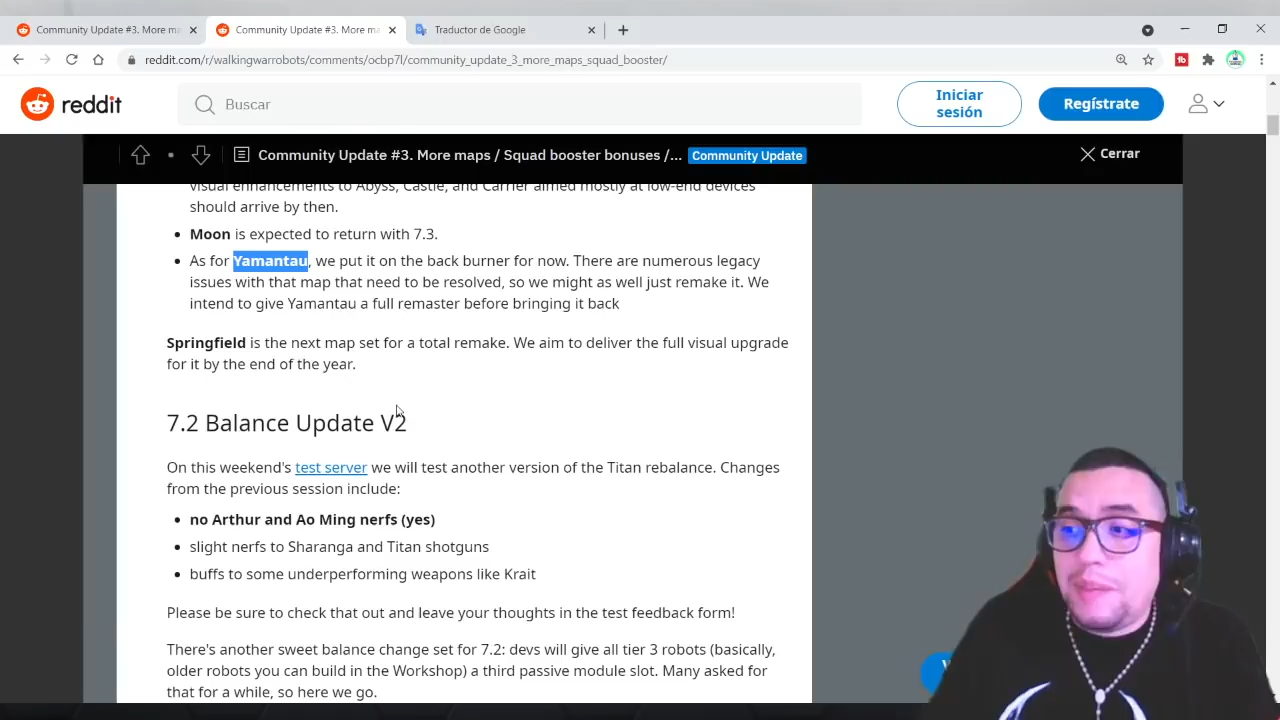 Community Update #3. More ma
Community Update #3. More ma
Traductor de Google
reddit.com/r/walkingwarrobots/comments/ocbp7l/community_update_3_more_maps_squad_booster/
reddit
Buscar
Iniciar
sesión
Regístrate
Community Update #3. More maps / Squad booster bonuses /...
Community Update
Cerrar
visual enhancements to Abyss, Castle, and Carrier aimed mostly at low-end devices
should arrive by then.
• Moon is expected to return with 7.3.
• As for Yamantau, we put it on the back burner for now. There are numerous legacy
issues with that map that need to be resolved, so we might as well just remake it. We
intend to give Yamantau a full remaster before bringing it back
Springfield is the next map set for a total remake. We aim to deliver the full visual upgrade
for it by the end of the year.
7.2 Balance Update V2
On this weekend's test server we will test another version of the Titan rebalance. Changes
from the previous session include:
• no Arthur and Ao Ming nerfs (yes)
• slight nerfs to Sharanga and Titan shotguns
• buffs to some underperforming weapons like Krait
Please be sure to check that out and leave your thoughts in the test feedback form!
There's another sweet balance change set for 7.2: devs will give all tier 3 robots (basically,
older robots you can build in the Workshop) a third passive module slot. Many asked for
that for a while, so here we go.